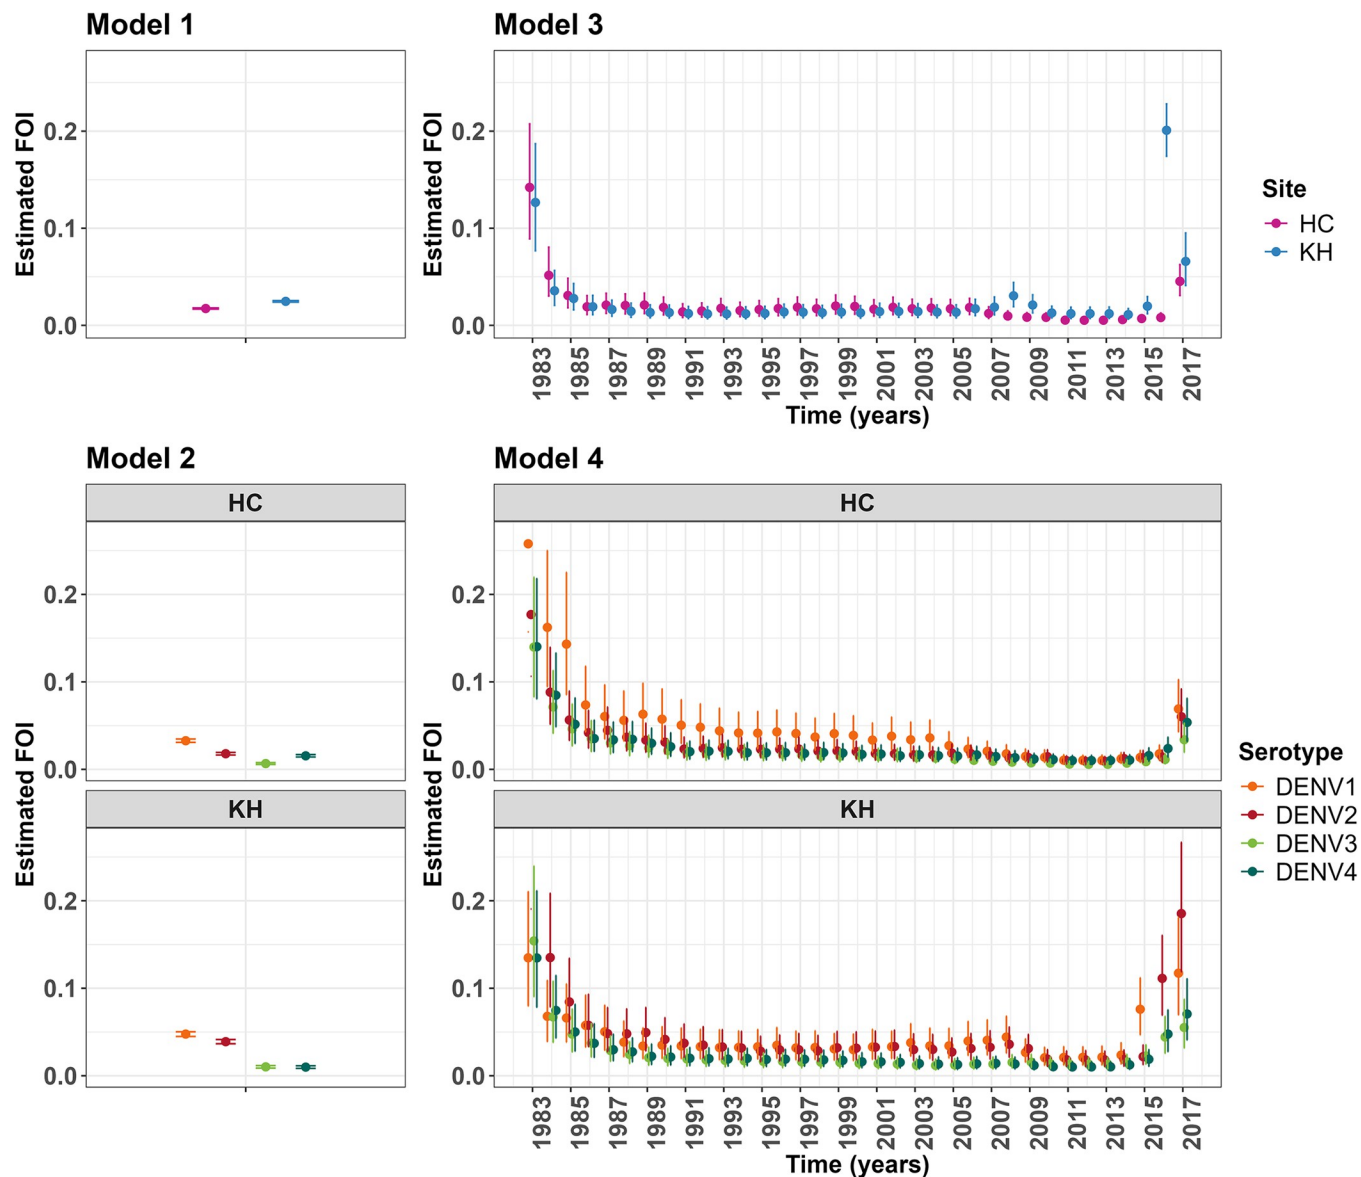 Model 1
Estimated FOI
0.2
0.1
0.0
Model 3
Estimated FOI
0.2
0.1
0.0
1983
1985
1987
1989
1991
1993
1995
1997
1999
2001
2003
2005
2007
2009
2011
2013
2015
2017
Time (years)
Site
HC
KH
Model 2
Estimated FOI
HC
0.2
0.1
0.0
KH
0.2
0.1
0.0
Model 4
Estimated FOI
HC
0.2
0.1
0.0
KH
0.2
0.1
0.0
1983
1985
1987
1989
1991
1993
1995
1997
1999
2001
2003
2005
2007
2009
2011
2013
2015
2017
Time (years)
Serotype
DENV1
DENV2
DENV3
DENV4